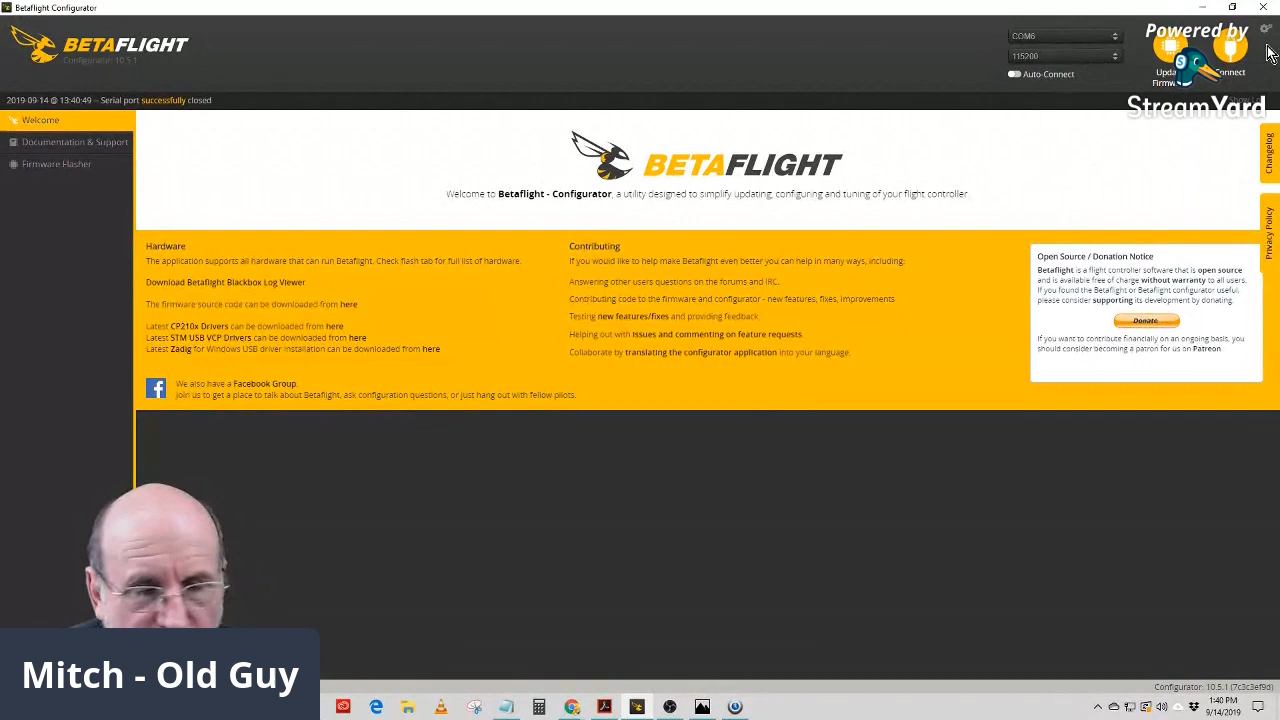 Betaflight Configurator
BETAFLIGHT
Configurator: 10.5.1
COM6
115200
Auto-Connect
Powered by
StreamYard
2019-09-14 @ 13:40:49 -- Serial port successfully closed
Welcome
Documentation & Support
Firmware Flasher
BETAFLIGHT
Welcome to Betaflight - Configurator, a utility designed to simplify updating, configuring and tuning of your flight controller.
Hardware
The application supports all hardware that can run Betaflight. Check flash tab for full list of hardware.
Download Betaflight Blackbox Log Viewer
The firmware source code can be downloaded from here
Latest CP210x Drivers can be downloaded from here
Latest STM USB VCP Drivers can be downloaded from here
Latest Zadig for Windows USB driver installation can be downloaded from here
We also have a Facebook Group.
Join us to get a place to talk about Betaflight, ask configuration questions, or just hang out with fellow pilots.
Contributing
If you would like to help make Betaflight even better you can help in many ways, including:
Answering other users questions on the forums and IRC.
Contributing code to the firmware and configurator - new features, fixes, improvements
Testing new features/fixes and providing feedback.
Helping out with issues and commenting on feature requests.
Collaborate by translating the configurator application into your language.
Open Source / Donation Notice
Betaflight is a flight controller software that is open source
and is available free of charge without warranty to all users.
If you found the Betaflight or Betaflight configurator useful,
please consider supporting its development by donating.
Donate
If you want to contribute financially on an ongoing basis, you
should consider becoming a patron for us on Patreon.
Changelog
Privacy Policy
Mitch - Old Guy
Configurator: 10.5.1 (7c3c3ef9d)
1:40 PM
9/14/2019